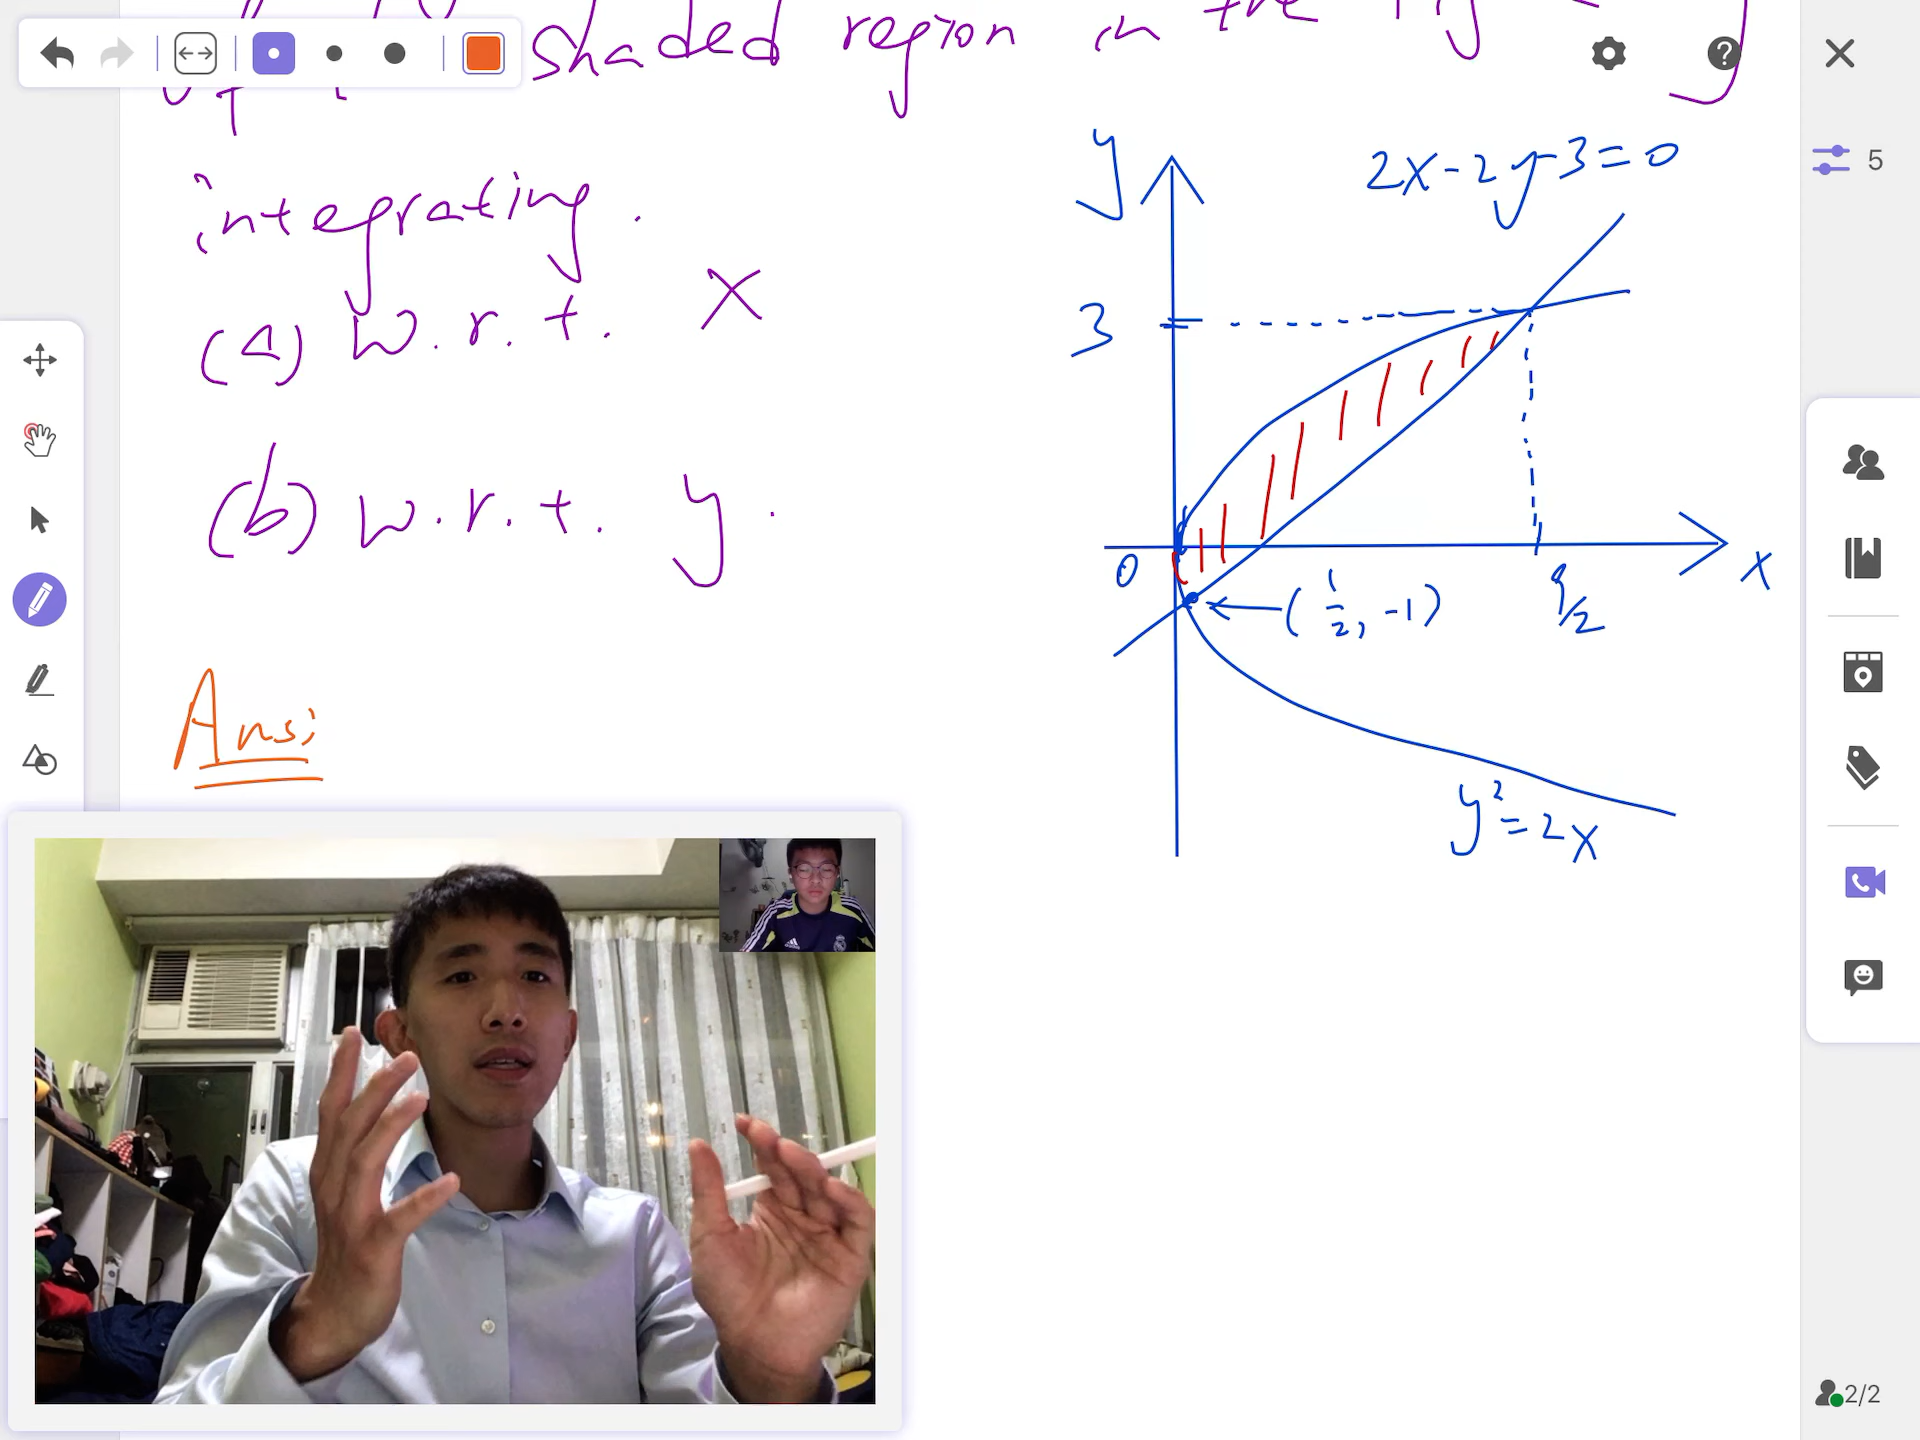 shaded region in the
integrating.
(a) w.r.t. x
(b) w.r.t. y.
Ans:
y
2x-2y-3=0
3
0
x
(1/2, -1)
9/2
y²=2x
5
2/2
adidas